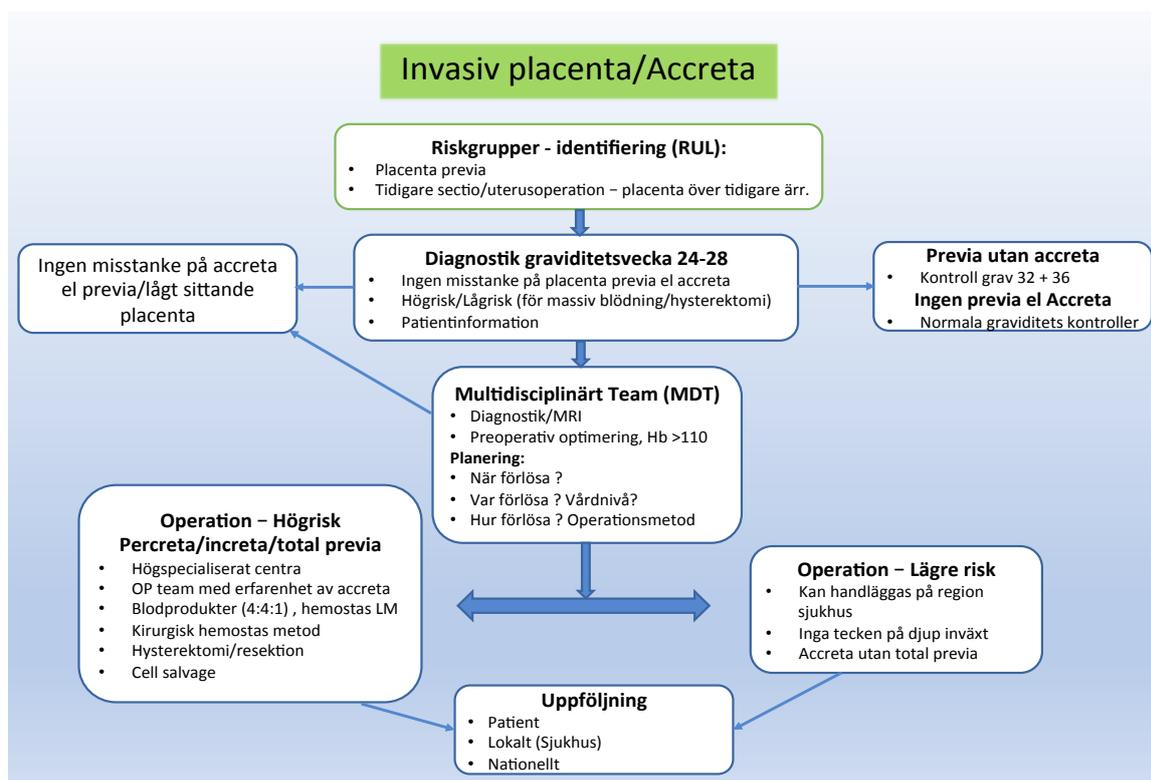 Invasiv placenta/Accreta
Riskgrupper - identifiering (RUL):
• Placenta previa
• Tidigare sectio/uterusoperation – placenta över tidigare ärr.
Ingen misstanke på accreta
el previa/lågt sittande
placenta
Diagnostik graviditetsvecka 24-28
• Ingen misstanke på placenta previa el accreta
• Högrisk/Lågrisk (för massiv blödning/hysterektomi)
• Patientinformation
Previa utan accreta
• Kontroll grav 32 + 36
Ingen previa el Accreta
• Normala graviditets kontroller
Multidisciplinärt Team (MDT)
• Diagnostik/MRI
• Preoperativ optimering, Hb >110
Planering:
• När förlösa ?
• Var förlösa ? Vårdnivå?
• Hur förlösa ? Operationsmetod
Operation – Högrisk
Percreta/increta/total previa
• Högspecialiserat centra
• OP team med erfarenhet av accreta
• Blodprodukter (4:4:1) , hemostas LM
• Kirurgisk hemostas metod
• Hysterektomi/resektion
• Cell salvage
Operation – Lägre risk
• Kan handläggas på region
sjukhus
• Inga tecken på djup inväxt
• Accreta utan total previa
Uppföljning
• Patient
• Lokalt (Sjukhus)
• Nationellt